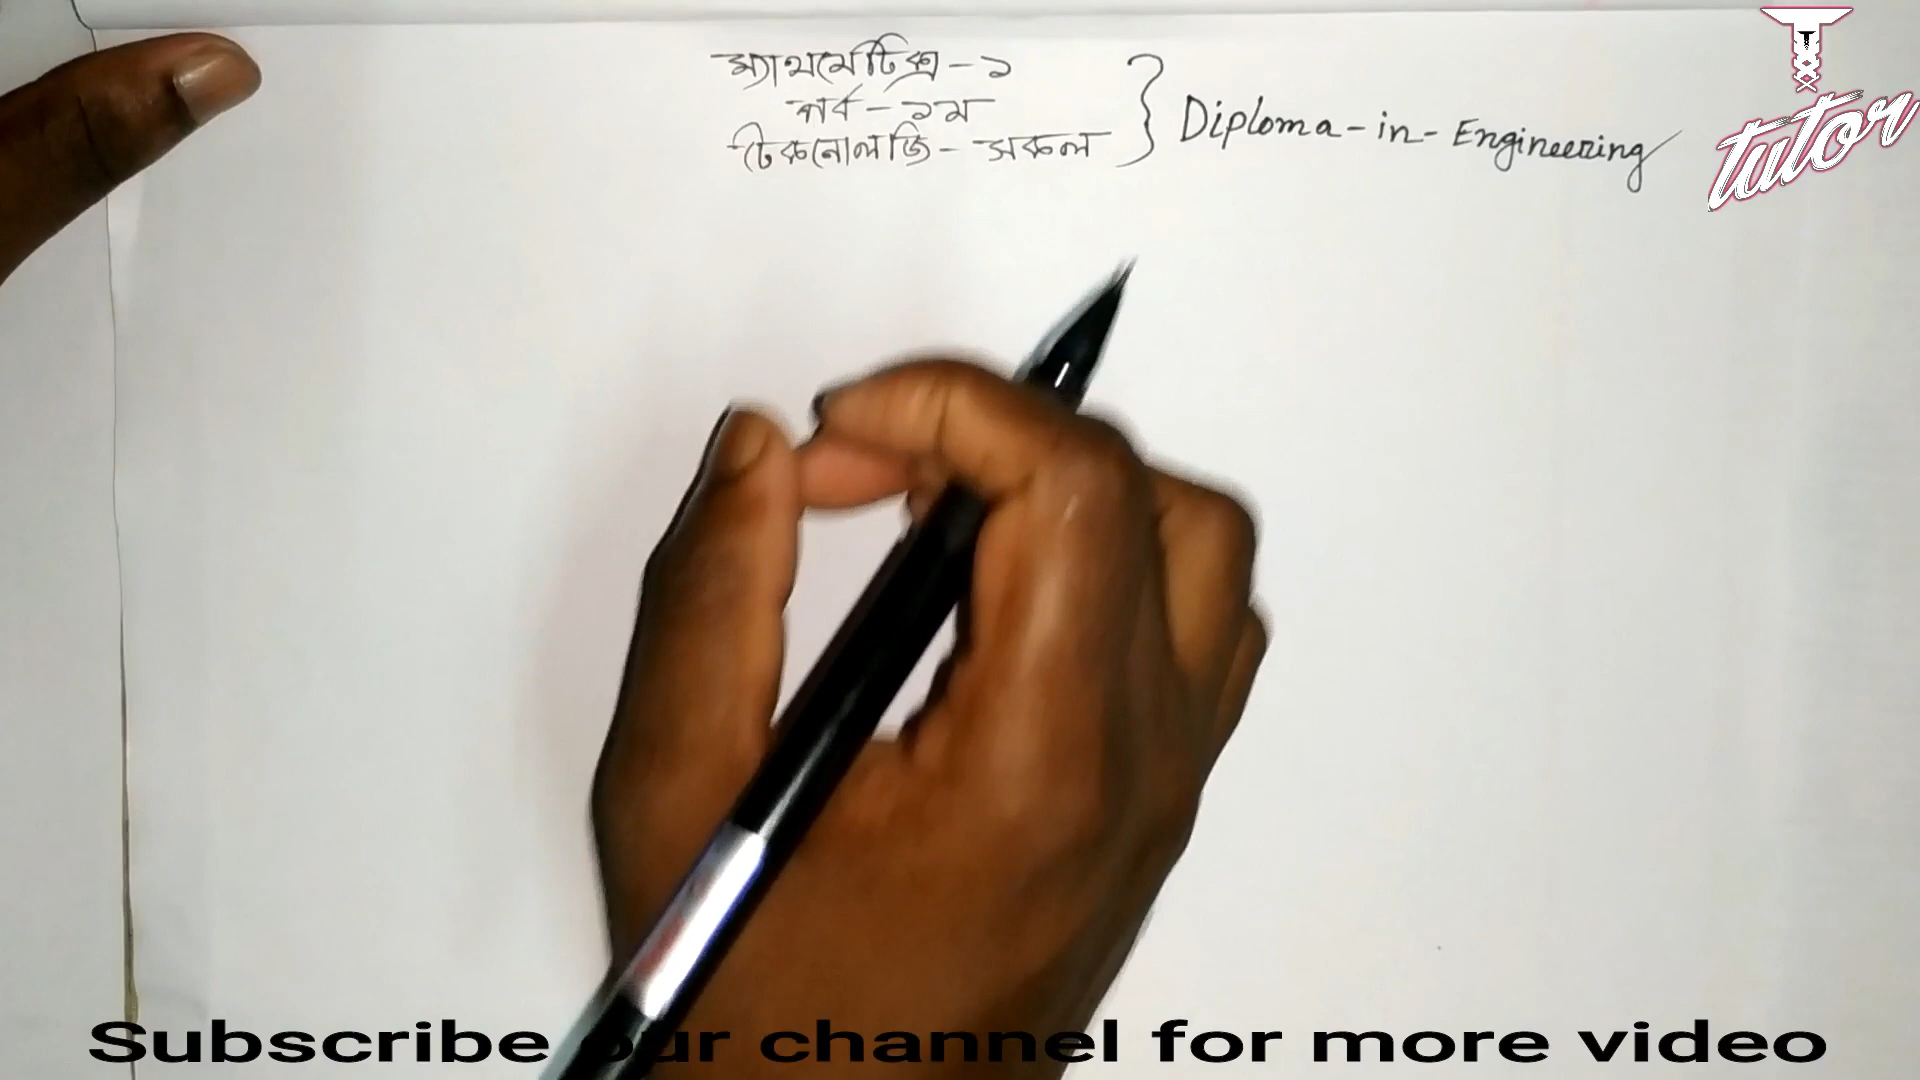 ম্যাথমেটিক্স - ১
পর্ব - ১ম
টেকনোলজি - সকল
} Diploma - in - Engineering
T
tutor
Subscribe our channel for more video